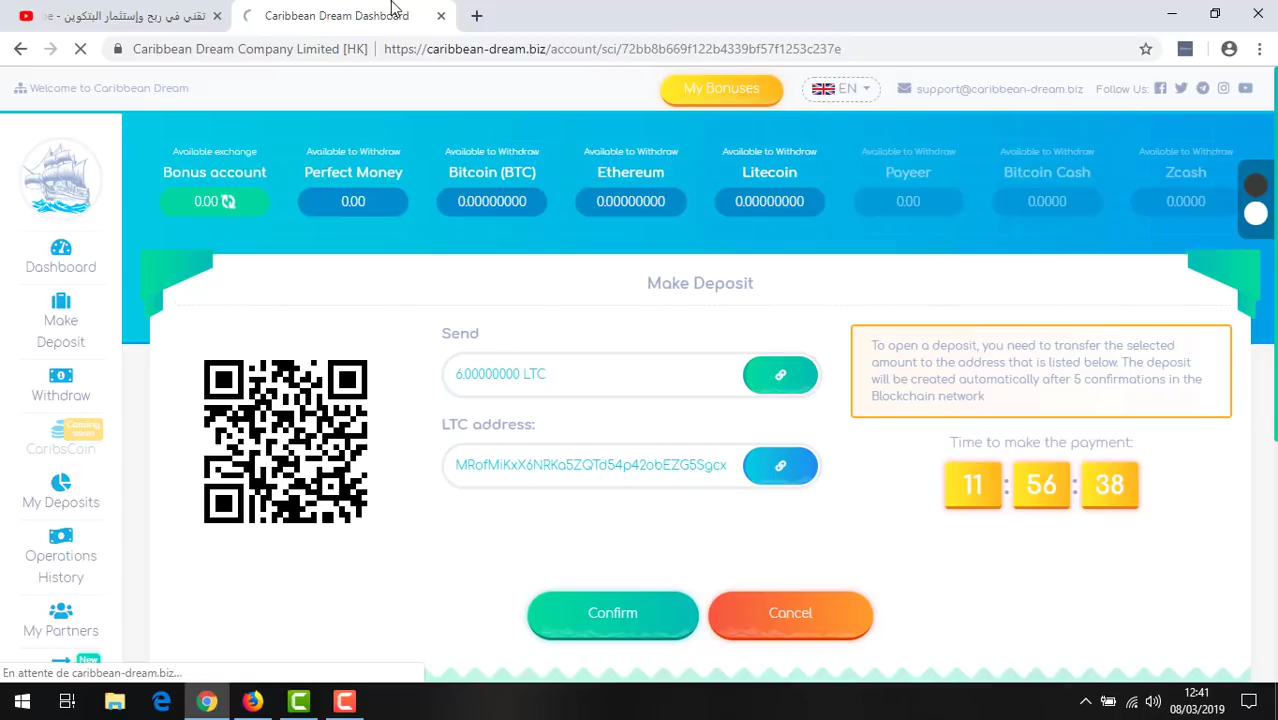 تقني في ربح وإستثمار البتكوين - be
Caribbean Dream Dashboard
Caribbean Dream Company Limited [HK]
https://caribbean-dream.biz/account/sci/72bb8b669f122b4339bf57f1253c237e
Welcome to Caribbean Dream
My Bonuses
EN
support@caribbean-dream.biz
Follow Us:
Available exchange
Bonus account
0.00
Available to Withdraw
Perfect Money
0.00
Available to Withdraw
Bitcoin (BTC)
0.00000000
Available to Withdraw
Ethereum
0.00000000
Available to Withdraw
Litecoin
0.00000000
Available to Withdraw
Payeer
0.00
Available to Withdraw
Bitcoin Cash
0.0000
Available to Withdraw
Zcash
0.0000
Dashboard
Make
Deposit
Withdraw
Coming
soon
CaribsCoin
My Deposits
Operations
History
My Partners
New
Make Deposit
Send
6.00000000 LTC
LTC address:
MRofMiKxX6NRKa5ZQTd54p42obEZG5Sgcx
To open a deposit, you need to transfer the selected
amount to the address that is listed below. The deposit
will be created automatically after 5 confirmations in the
Blockchain network
Time to make the payment:
11 : 56 : 38
Confirm
Cancel
En attente de caribbean-dream.biz...
12:41
08/03/2019